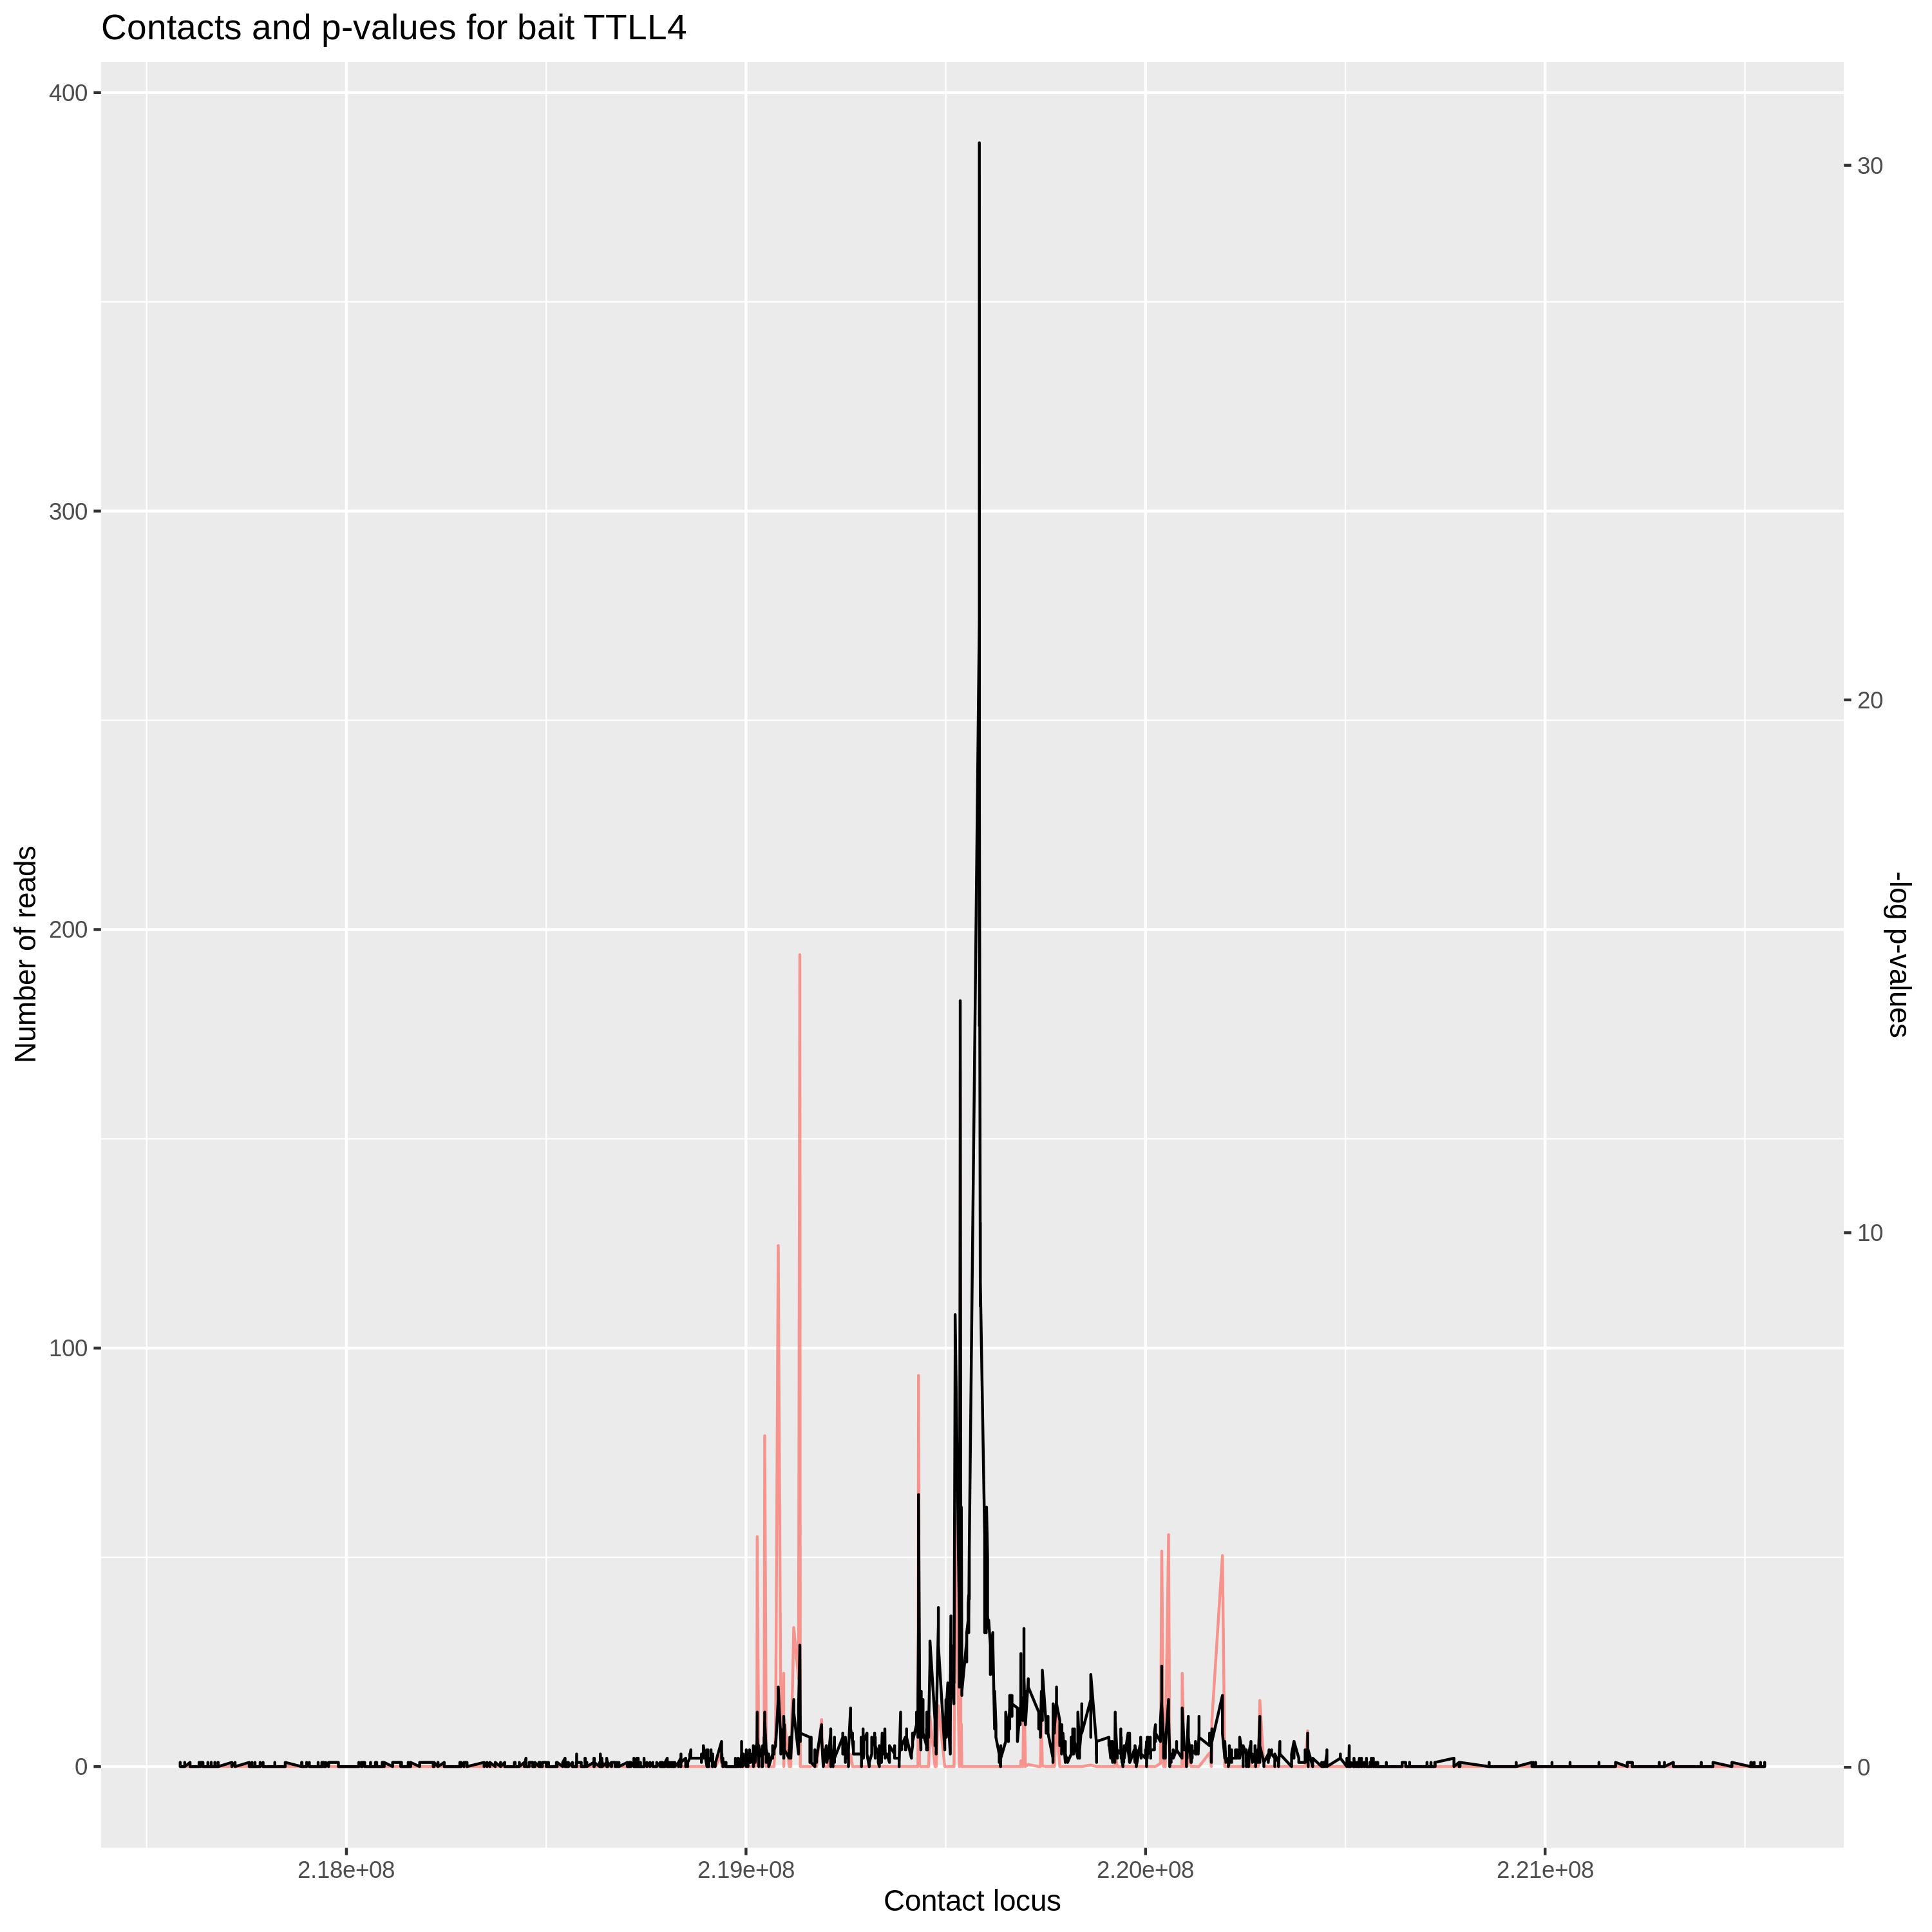 Contacts and p-values for bait TTLL4
400
300
200
100
0
Number of reads
30
20
10
0
-log p-values
2.18e+08
2.19e+08
2.20e+08
2.21e+08
Contact locus